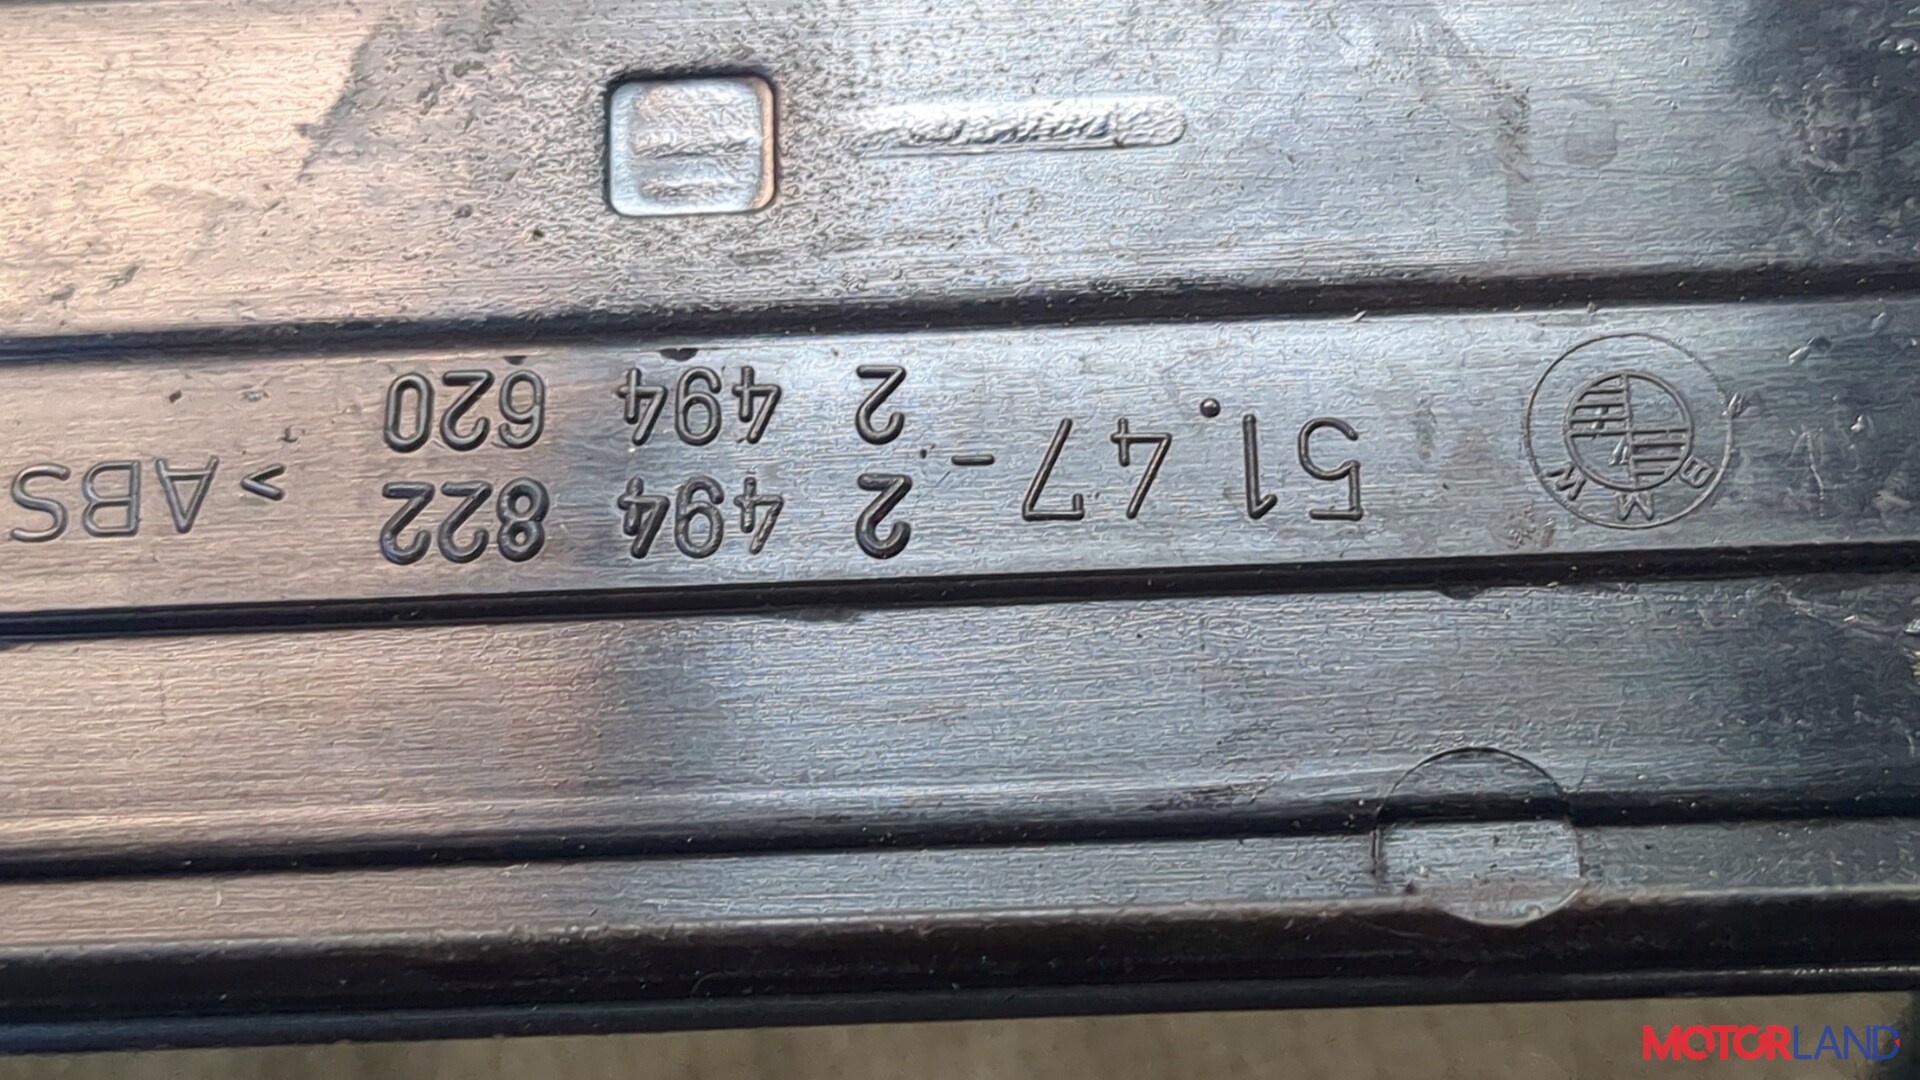 BMW
51.47-
2 494 822
2 494 620
>ABS
MOTORLAND